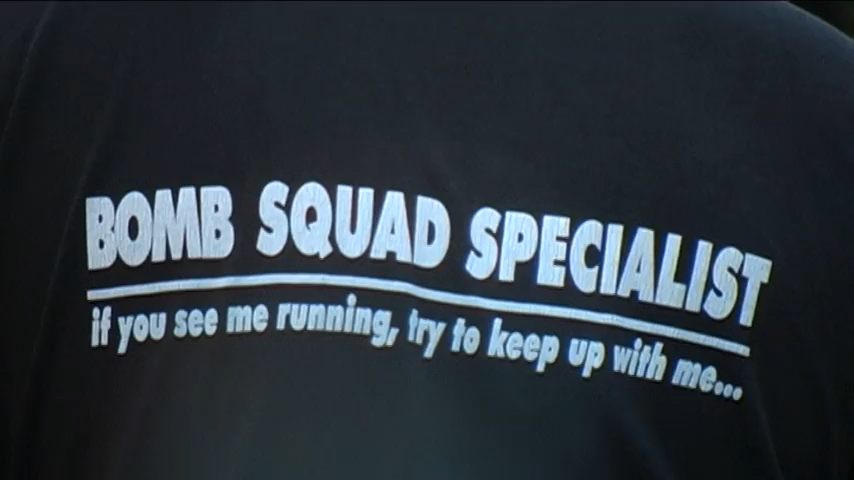 BOMB SQUAD SPECIALIST
if you see me running, try to keep up with me...